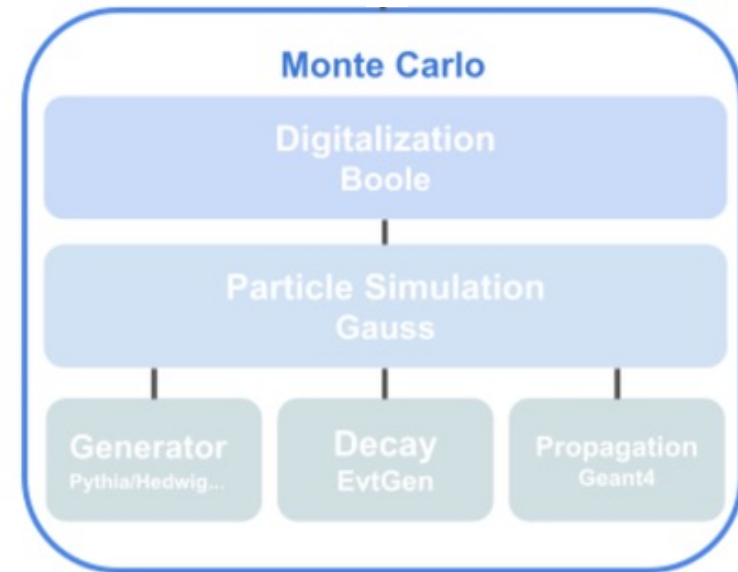 Monte Carlo
Digitalization
Boole
Particle Simulation
Gauss
Generator
Pythia/Hedwig...
Decay
EvtGen
Propagation
Geant4